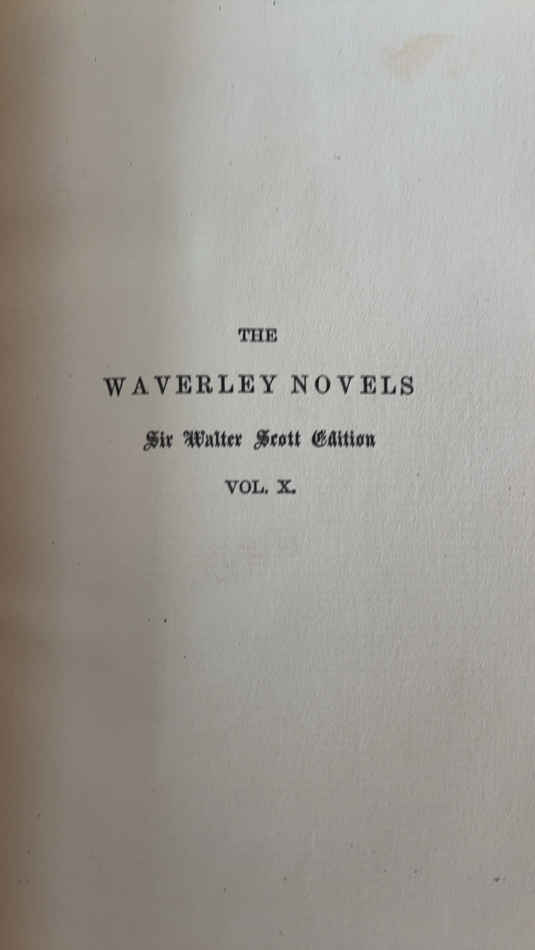 THE
WAVERLEY NOVELS
Sir Walter Scott Edition
VOL. X.